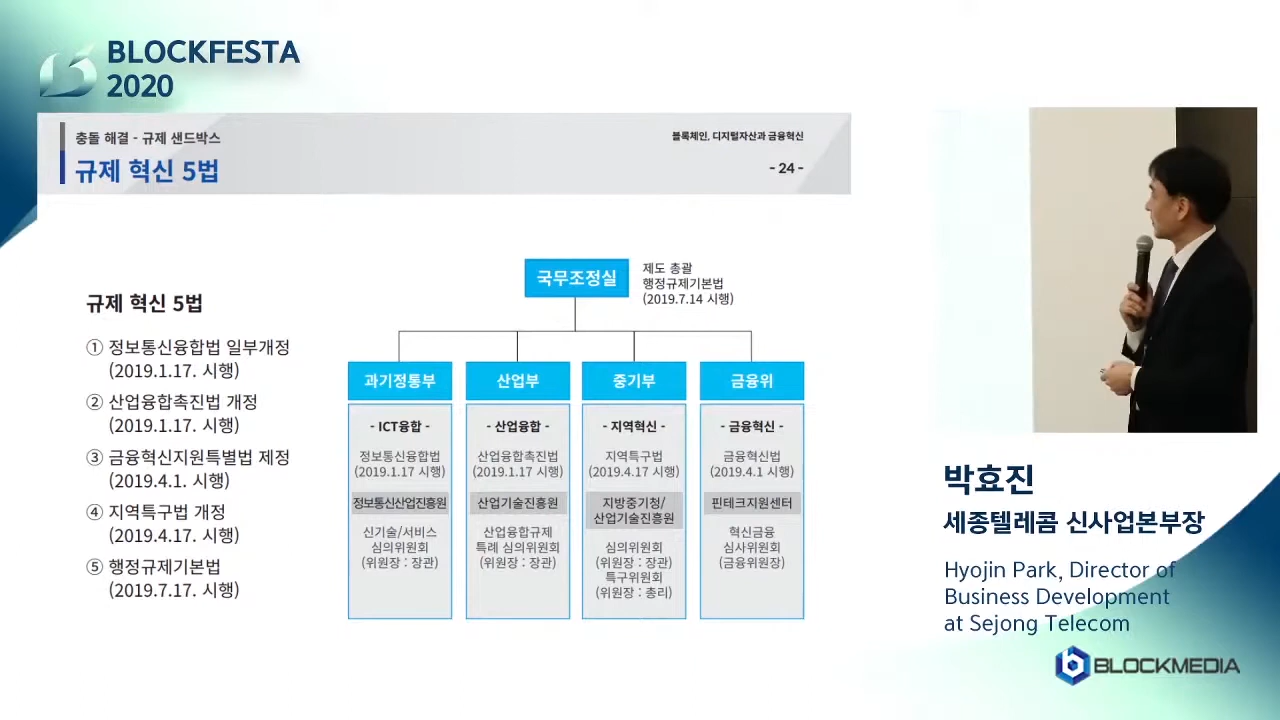 BLOCKFESTA
2020
충돌 해결 - 규제 샌드박스
규제 혁신 5법
블록체인, 디지털자산과 금융혁신
- 24 -
규제 혁신 5법
① 정보통신융합법 일부개정
(2019.1.17. 시행)
② 산업융합촉진법 개정
(2019.1.17. 시행)
③ 금융혁신지원특별법 제정
(2019.4.1. 시행)
④ 지역특구법 개정
(2019.4.17. 시행)
⑤ 행정규제기본법
(2019.7.17. 시행)
국무조정실
제도 총괄
행정규제기본법
(2019.7.14 시행)
과기정통부
- ICT융합 -
정보통신융합법
(2019.1.17 시행)
정보통신산업진흥원
신기술/서비스
심의위원회
(위원장 : 장관)
산업부
- 산업융합 -
산업융합촉진법
(2019.1.17 시행)
산업기술진흥원
산업융합규제
특례 심의위원회
(위원장 : 장관)
중기부
- 지역혁신 -
지역특구법
(2019.4.17 시행)
지방중기청/
산업기술진흥원
심의위원회
(위원장 : 장관)
특구위원회
(위원장 : 총리)
금융위
- 금융혁신 -
금융혁신법
(2019.4.1 시행)
핀테크지원센터
혁신금융
심사위원회
(금융위원장)
박효진
세종텔레콤 신사업본부장
Hyojin Park, Director of
Business Development
at Sejong Telecom
BLOCKMEDIA